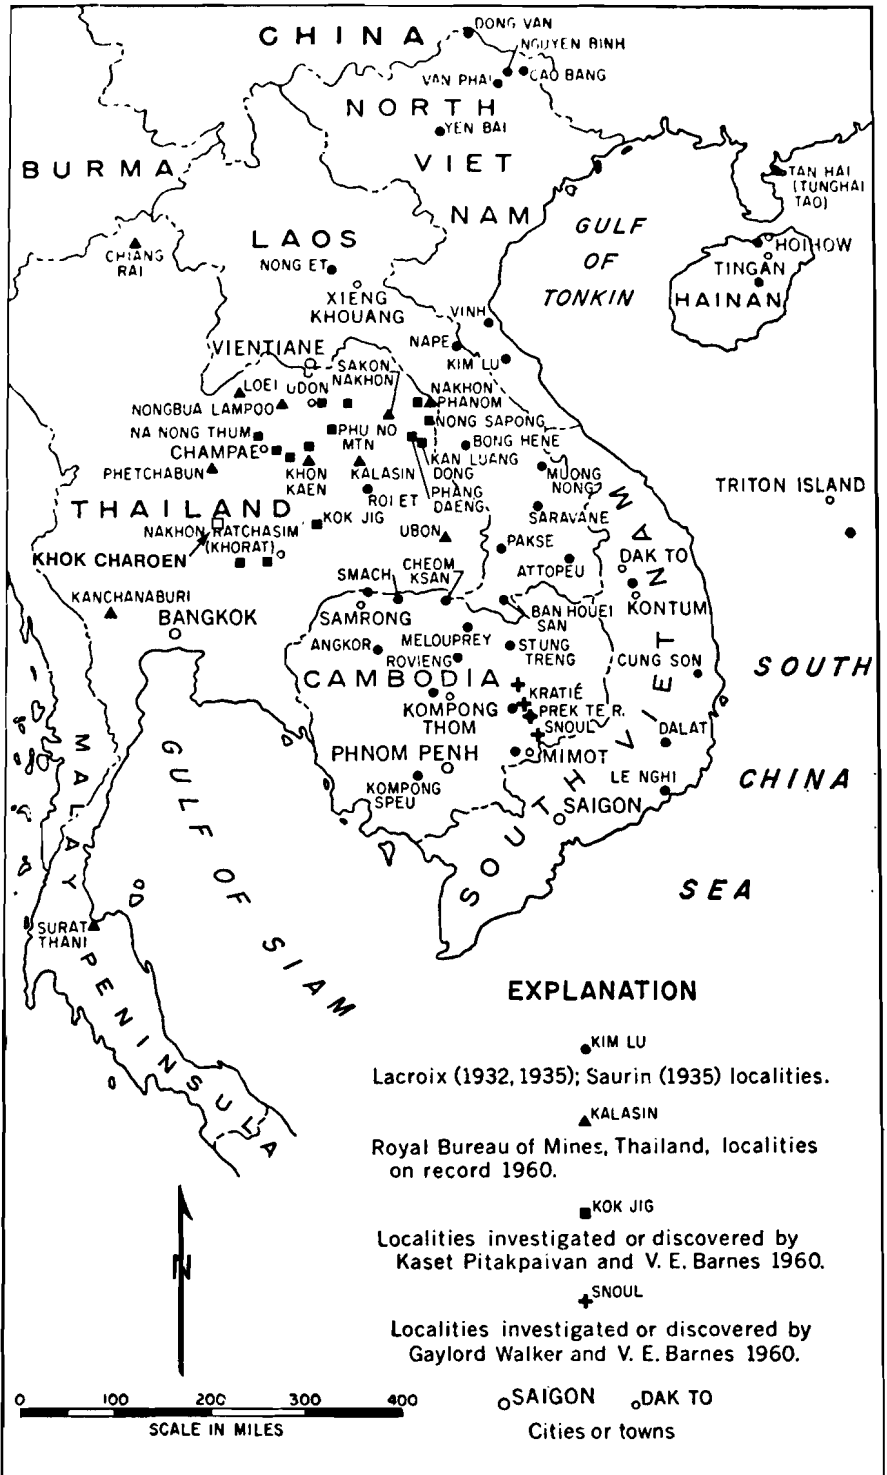 CHINA
DONG VAN
NGUYEN BINH
VAN PHAI
CAO BANG
NORTH
YEN BAI
VIET
BURMA
TAN HAI
(TUNGHAI
TAO)
NAM
GULF
OF
TONKIN
LAOS
CHIANG
RAI
NONG ET
HOIHOW
TINGAN
HAINAN
XIENG
KHOUANG
VINH
VIENTIANE
NAPE
KIM LU
SAKON
NAKHON
LOEI
UDON
NAKHON
PHANOM
NONGBUA LAMPOO
NONG SAPONG
NA NONG THUM
PHU NO
MTN
BONG HENE
CHAMPAE
KAN LUANG
DONG
PHETCHABUN
KHON
KAEN
KALASIN
MUONG
NONG
ROI ET
PHANG
DAENG
TRITON ISLAND
THAILAND
KOK JIG
SARAVANE
NAKHON RATCHASIM
(KHORAT)
UBON
PAKSE
KHOK CHAROEN
CHEOM
KSAN
ATTOPEU
DAK TO
SMACH
KANCHANABURI
BANGKOK
SAMRONG
BAN HOUEI
SAN
KONTUM
MELOUPREY
ANGKOR
STUNG
TRENG
ROVIENG
CUNG SON
CAMBODIA
KRATIÉ
SOUTH
KOMPONG
THOM
PREK TE R.
SNOUL
DALAT
PHNOM PENH
MIMOT
KOMPONG
SPEU
LE NGHI
CHINA
SAIGON
SOUTH VIET NAM
SEA
GULF OF SIAM
MALAY PENINSULA
SURAT
THANI
EXPLANATION
KIM LU
Lacroix (1932, 1935); Saurin (1935) localities.
KALASIN
Royal Bureau of Mines, Thailand, localities
on record 1960.
KOK JIG
Localities investigated or discovered by
Kaset Pitakpaivan and V. E. Barnes 1960.
SNOUL
Localities investigated or discovered by
Gaylord Walker and V. E. Barnes 1960.
SAIGON DAK TO
Cities or towns
N
0 100 200 300 400
SCALE IN MILES